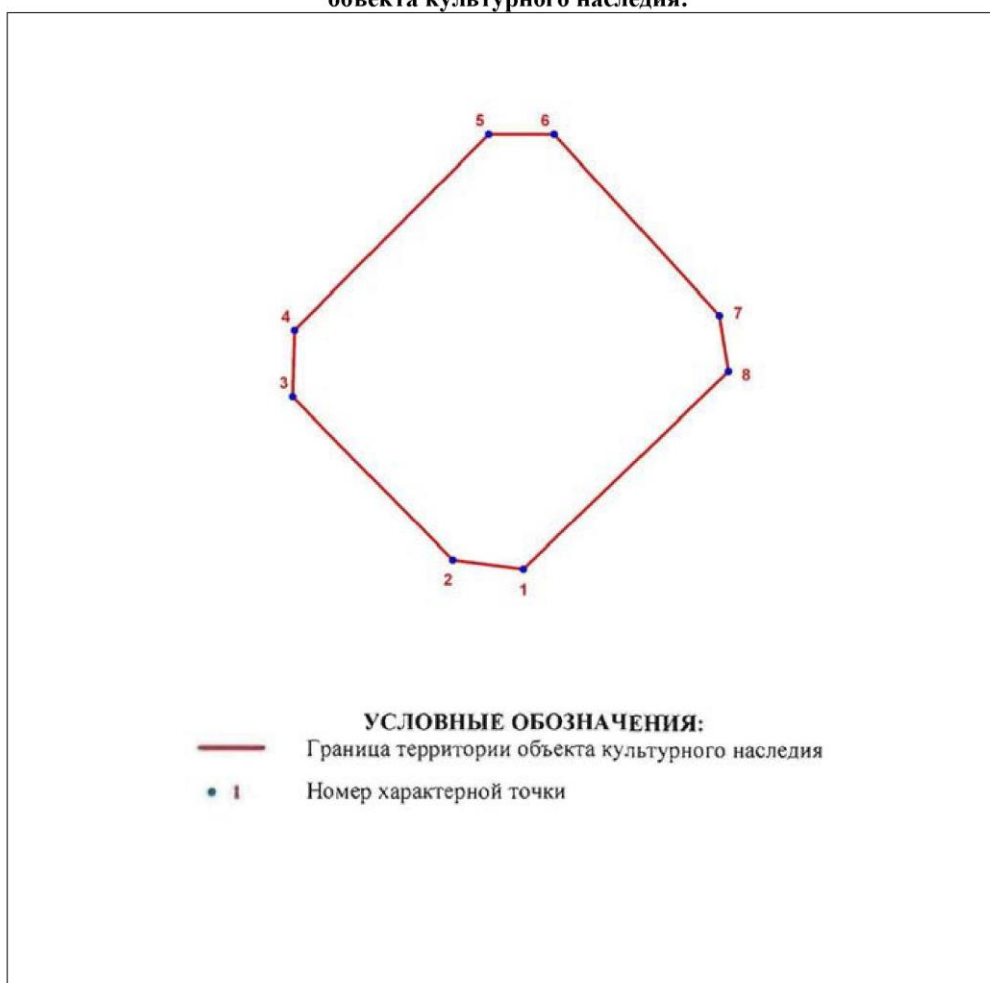 объекта культурного наследия:
5 6
4
7
3
8
2
1
УСЛОВНЫЕ ОБОЗНАЧЕНИЯ:
Граница территории объекта культурного наследия
1 Номер характерной точки